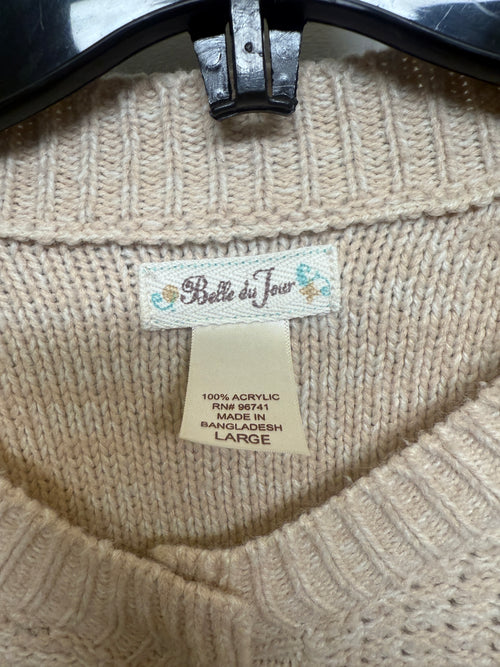 Belle du Jour
100% ACRYLIC
RN# 96741
MADE IN
BANGLADESH
LARGE